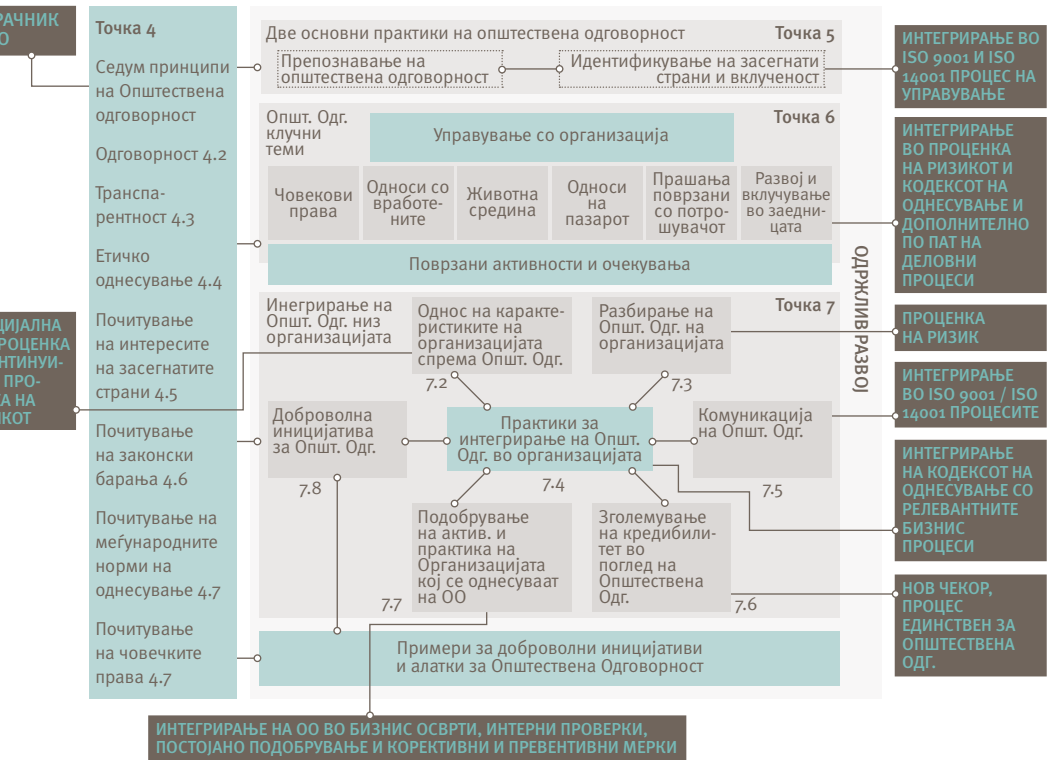 Точка 4
Седум принципи
на Општествена
одговорност
Одговорност 4.2
Транспа-
рентност 4.3
Етичко
однесување 4.4
Почитување
на интересите
на засегнатите
страни 4.5
Почитување
на законски
барања 4.6
Почитување на
меѓународните
норми на
однесување 4.7
Почитување
на човечките
права 4.7
Две основни практики на општествена одговорност
Точка 5
Препознавање на
општествена одговорност
Идентификување на засегнати
страни и вклученост
Општ. Одг.
клучни
теми
Точка 6
Управување со организација
Човекови
права
Односи со
вработе-
ните
Животна
средина
Односи
на
пазарот
Прашања
поврзани
со потро-
шувачот
Развој и
вклучување
во заедни-
цата
Поврзани активности и очекувања
Инегрирање на
Општ. Одг. низ
организацијата
Точка 7
Однос на каракте-
ристиките на
организацијата
спрема Општ. Одг.
7.2
Разбирање на
Општ. Одг. на
организацијата
7.3
Доброволна
иницијатива
за Општ. Одг.
7.8
Практики за
интегрирање на Општ.
Одг. во организацијата
7.4
Комуникација
на Општ. Одг.
7.5
Подобрување
на актив. и
практика на
Организацијата
кој се однесуваат
на ОО
7.7
Зголемување
на кредибили-
тет во
поглед на
Општествена
Одг.
7.6
Примери за доброволни иницијативи
и алатки за Општествена Одговорност
ОДРЖЛИВ РАЗВОЈ
ИНТЕГРИРАЊЕ ВО
ISO 9001 И ISO
14001 ПРОЦЕС НА
УПРАВУВАЊЕ
ИНТЕГРИРАЊЕ
ВО ПРОЦЕНКА
НА РИЗИКОТ И
КОДЕКСОТ НА
ОДНЕСУВАЊЕ И
ДОПОЛНИТЕЛНО
ПО ПАТ НА
ДЕЛОВНИ
ПРОЦЕСИ
ПРОЦЕНКА
НА РИЗИК
ИНТЕГРИРАЊЕ
ВО ISO 9001 / ISO
14001 ПРОЦЕСИТЕ
ИНТЕГРИРАЊЕ
НА КОДЕКСОТ НА
ОДНЕСУВАЊЕ СО
РЕЛЕВАНТНИТЕ
БИЗНИС
ПРОЦЕСИ
НОВ ЧЕКОР,
ПРОЦЕС
ЕДИНСТВЕН ЗА
ОПШТЕСТВЕНА
ОДГ.
ИНТЕГРИРАЊЕ НА ОО ВО БИЗНИС ОСВРТИ, ИНТЕРНИ ПРОВЕРКИ,
ПОСТОЈАНО ПОДОБРУВАЊЕ И КОРЕКТИВНИ И ПРЕВЕНТИВНИ МЕРКИ